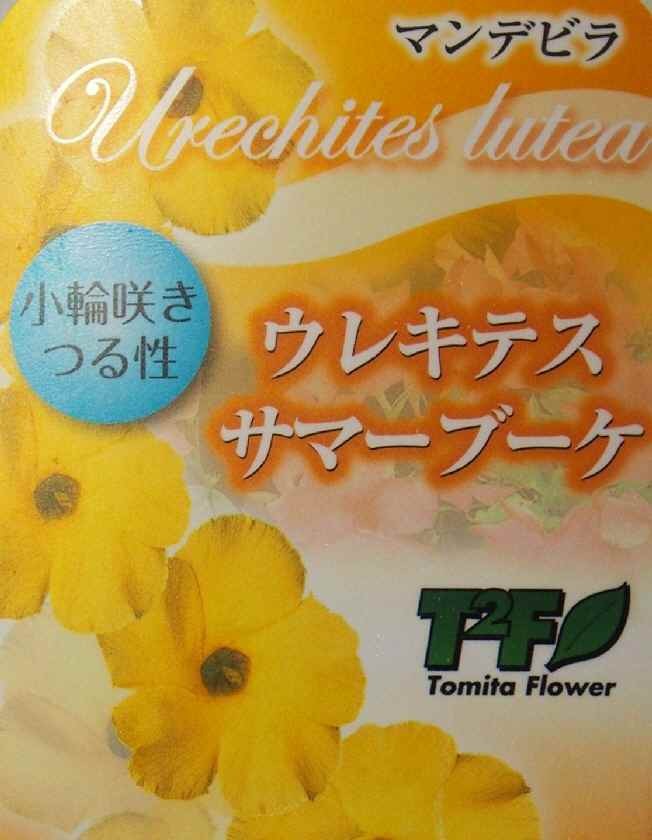 マンデビラ
Urechites lutea
小輪咲き
つる性
ウレキテス
サマーブーケ
T2F
Tomita Flower